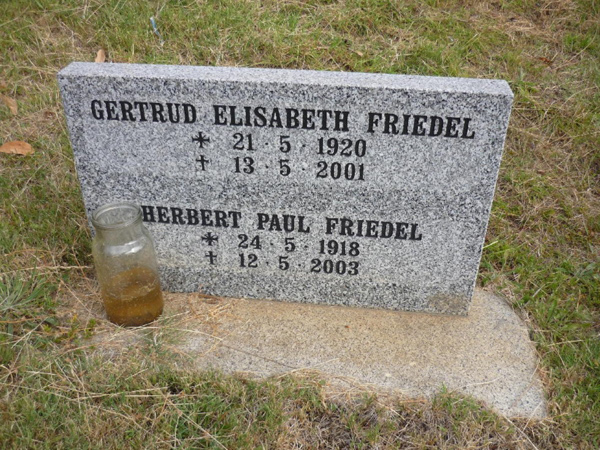 GERTRUD ELISABETH FRIEDEL
* 21 · 5 · 1920
† 13 · 5 · 2001
HERBERT PAUL FRIEDEL
* 24 · 5 · 1918
† 12 · 5 · 2003